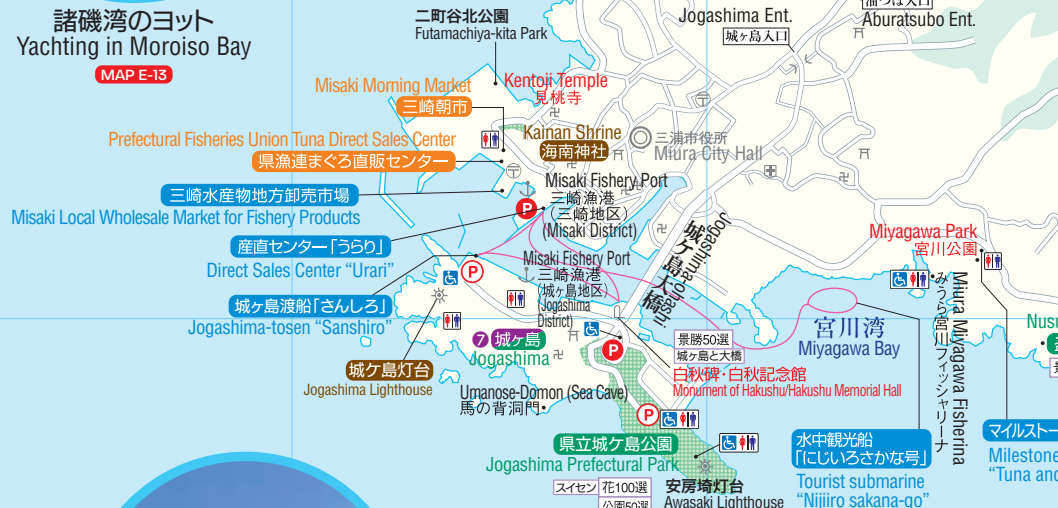 諸磯湾のヨット
Yachting in Moroiso Bay
MAP E-13
二町谷北公園
Futamachiya-kita Park
Jogashima Ent.
城ヶ島入口
Aburatsubo Ent.
Misaki Morning Market
三崎朝市
Kentoji Temple
見桃寺
Prefectural Fisheries Union Tuna Direct Sales Center
県漁連まぐろ直販センター
Kainan Shrine
海南神社
三浦市役所
Miura City Hall
三崎水産物地方卸売市場
Misaki Local Wholesale Market for Fishery Products
Misaki Fishery Port
三崎漁港
(三崎地区)
(Misaki District)
P
産直センター「うらり」
Direct Sales Center “Urari”
城ヶ島大橋
Jogashimaohashi
Miyagawa Park
宮川公園
P
Misaki Fishery Port
三崎漁港
(城ヶ島地区)
(Jogashima
District)
城ヶ島渡船「さんしろ」
Jogashima-tosen “Sanshiro”
7 城ヶ島
Jogashima
P
景勝50選
城ヶ島と大橋
宮川湾
Miyagawa Bay
みうら宮川フィッシャリーナ
Miura Miyagawa Fisherina
城ヶ島灯台
Jogashima Lighthouse
白秋碑・白秋記念館
Monument of Hakushu/Hakushu Memorial Hall
Umanose-Domon (Sea Cave)
馬の背洞門
P
県立城ケ島公園
Jogashima Prefectural Park
水中観光船
「にじいろさかな号」
Tourist submarine
“Nijiiro sakana-go”
マイルストー
Milestone
“Tuna and
スイセン 花100選
公園50選
安房埼灯台
Awasaki Lighthouse